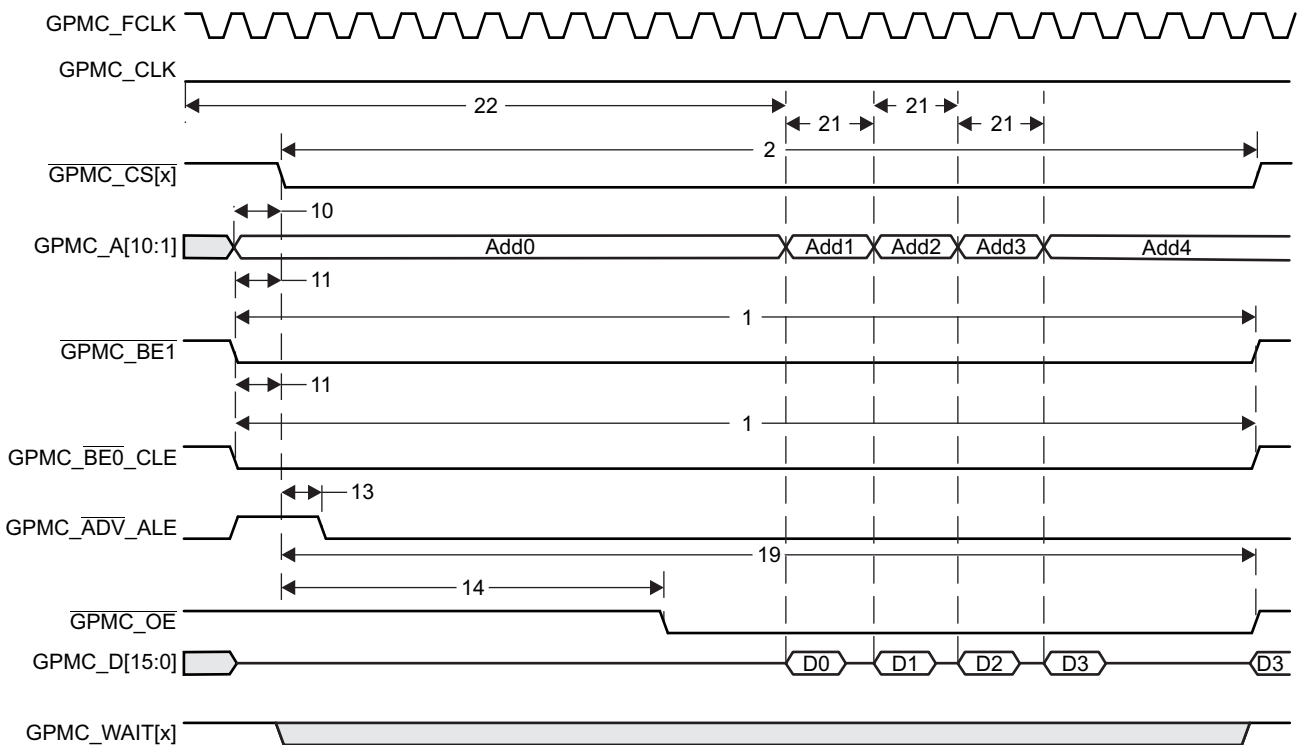 GPMC_FCLK
GPMC_CLK
22
21
21
21
2
GPMC_CS[x]
10
GPMC_A[10:1]
Add0
Add1
Add2
Add3
Add4
11
1
GPMC_BE1
11
1
GPMC_BE0_CLE
13
GPMC_ADV_ALE
19
14
GPMC_OE
GPMC_D[15:0]
D0
D1
D2
D3
D3
GPMC_WAIT[x]